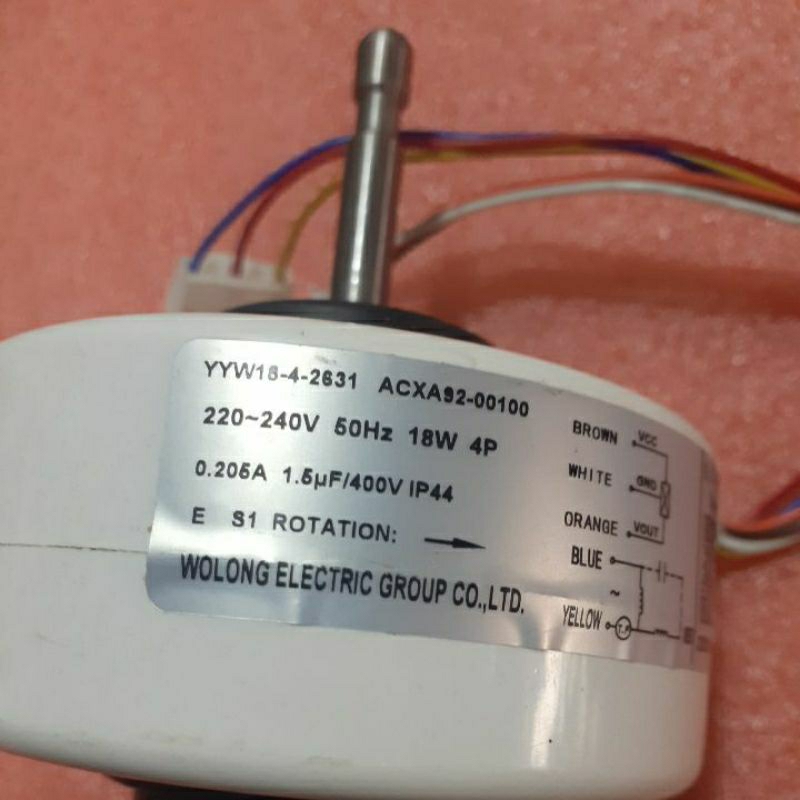 YYW18-4-2631 ACXA92-00100
220~240V 50Hz 18W 4P
0.205A 1.5μF/400V IP44
E S1 ROTATION:
WOLONG ELECTRIC GROUP CO.,LTD.
BROWN VCC
WHITE GND
ORANGE VOUT
BLUE
~
YELLOW T.P